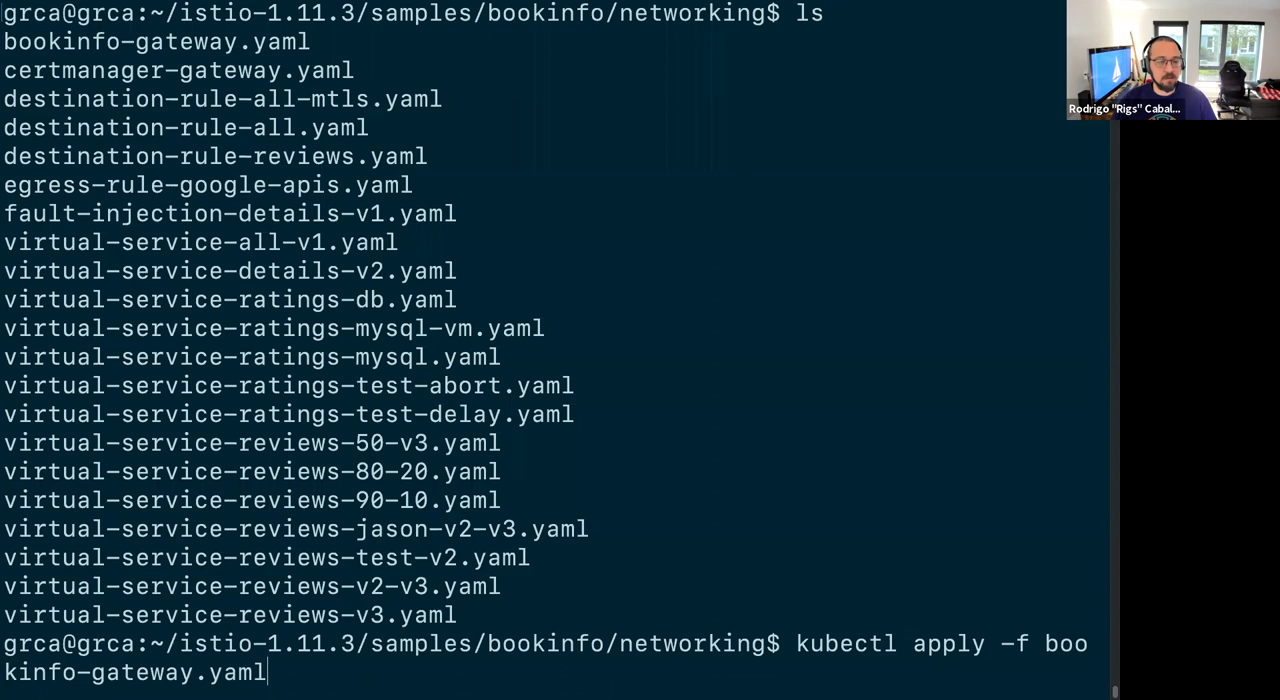 grca@grca:~/istio-1.11.3/samples/bookinfo/networking$ ls
bookinfo-gateway.yaml
certmanager-gateway.yaml
destination-rule-all-mtls.yaml
destination-rule-all.yaml
destination-rule-reviews.yaml
egress-rule-google-apis.yaml
fault-injection-details-v1.yaml
virtual-service-all-v1.yaml
virtual-service-details-v2.yaml
virtual-service-ratings-db.yaml
virtual-service-ratings-mysql-vm.yaml
virtual-service-ratings-mysql.yaml
virtual-service-ratings-test-abort.yaml
virtual-service-ratings-test-delay.yaml
virtual-service-reviews-50-v3.yaml
virtual-service-reviews-80-20.yaml
virtual-service-reviews-90-10.yaml
virtual-service-reviews-jason-v2-v3.yaml
virtual-service-reviews-test-v2.yaml
virtual-service-reviews-v2-v3.yaml
virtual-service-reviews-v3.yaml
grca@grca:~/istio-1.11.3/samples/bookinfo/networking$ kubectl apply -f boo
kinfo-gateway.yaml
Rodrigo "Rigs" Cabal...